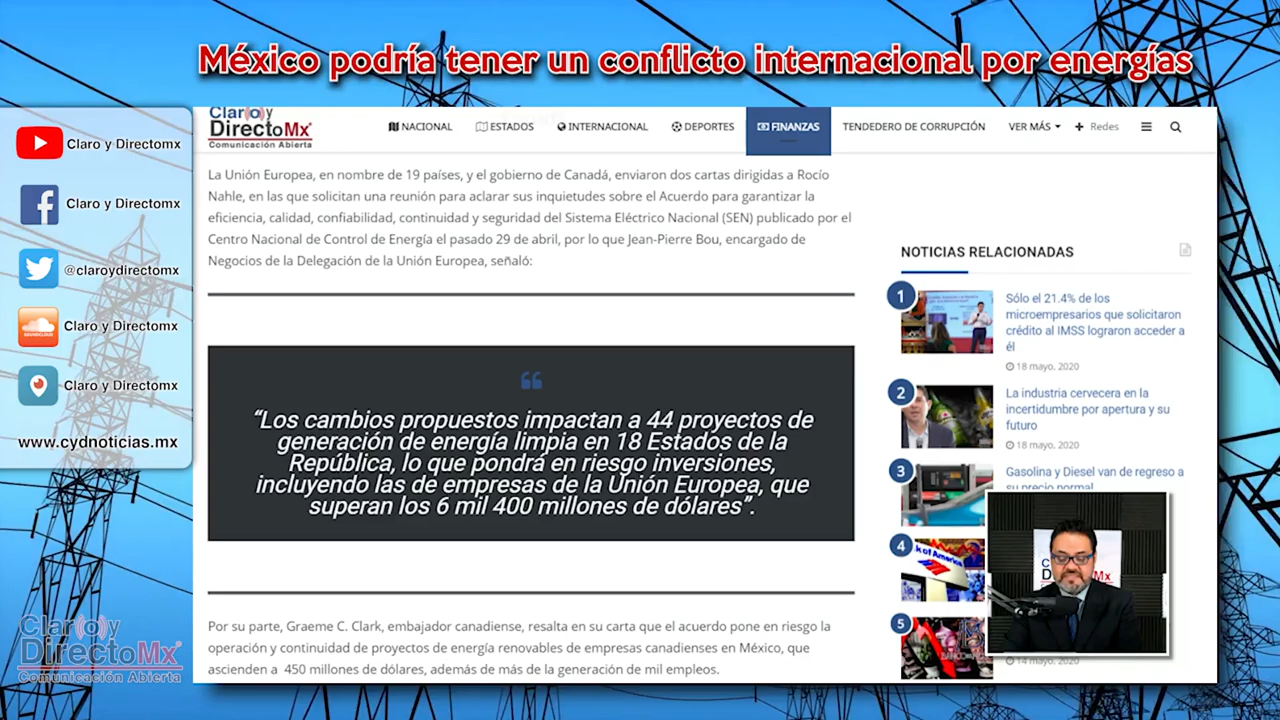 México podría tener un conflicto internacional por energías
Claro y Directomx
Claro y Directomx
@claroydirectomx
SOUNDCLOUD
Claro y Directomx
Claro y Directomx
www.cydnoticias.mx
Claro y
DirectoMx
Comunicación Abierta
Claro y
DirectoMx
Comunicación Abierta
NACIONAL
ESTADOS
INTERNACIONAL
DEPORTES
FINANZAS
TENDEDERO DE CORRUPCIÓN
VER MÁS
Redes
La Unión Europea, en nombre de 19 países, y el gobierno de Canadá, enviaron dos cartas dirigidas a Rocío
Nahle, en las que solicitan una reunión para aclarar sus inquietudes sobre el Acuerdo para garantizar la
eficiencia, calidad, confiabilidad, continuidad y seguridad del Sistema Eléctrico Nacional (SEN) publicado por el
Centro Nacional de Control de Energía el pasado 29 de abril, por lo que Jean-Pierre Bou, encargado de
Negocios de la Delegación de la Unión Europea, señaló:
“Los cambios propuestos impactan a 44 proyectos de
generación de energía limpia en 18 Estados de la
República, lo que pondrá en riesgo inversiones,
incluyendo las de empresas de la Unión Europea, que
superan los 6 mil 400 millones de dólares”.
Por su parte, Graeme C. Clark, embajador canadiense, resalta en su carta que el acuerdo pone en riesgo la
operación y continuidad de proyectos de energía renovables de empresas canadienses en México, que
ascienden a 450 millones de dólares, además de más de la generación de mil empleos.
NOTICIAS RELACIONADAS
1
Sólo el 21.4% de los
microempresarios que solicitaron
crédito al IMSS lograron acceder a
él
18 mayo, 2020
2
La industria cervecera en la
incertidumbre por apertura y su
futuro
18 mayo, 2020
3
Gasolina y Diesel van de regreso a
su precio normal
4
k of America
5
14 mayo, 2020